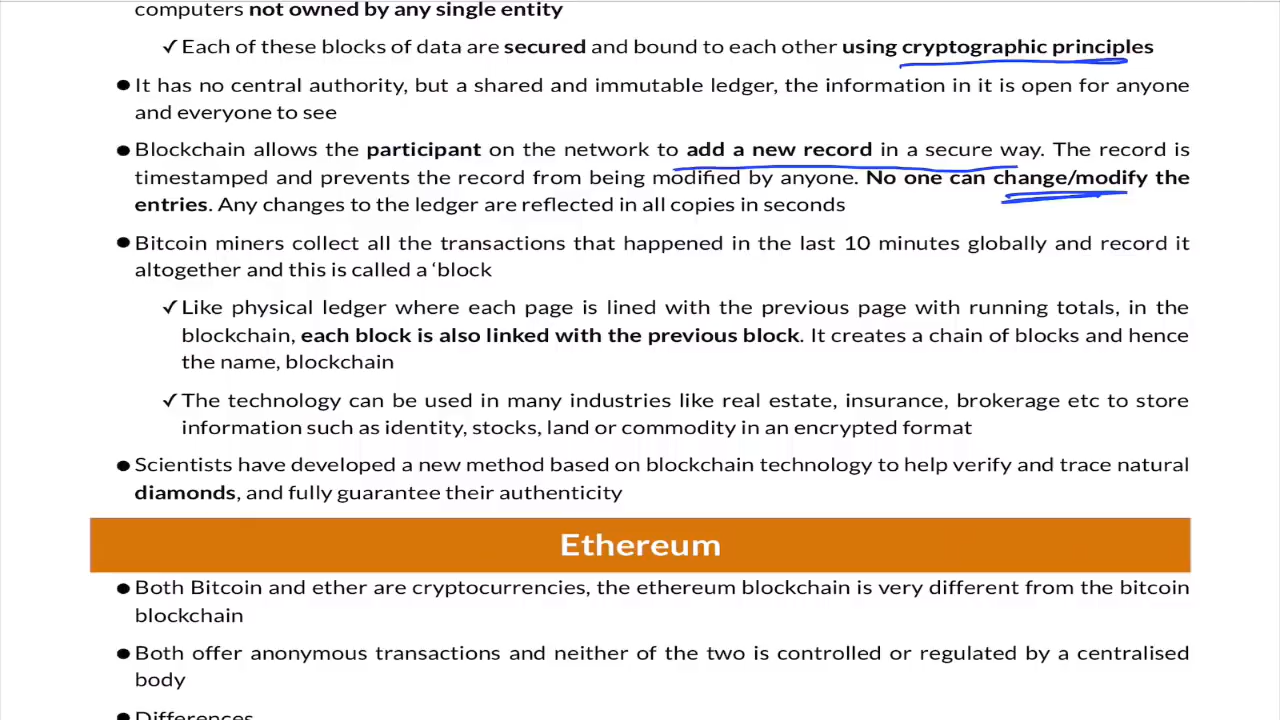 computers not owned by any single entity
✓ Each of these blocks of data are secured and bound to each other using cryptographic principles
● It has no central authority, but a shared and immutable ledger, the information in it is open for anyone
and everyone to see
● Blockchain allows the participant on the network to add a new record in a secure way. The record is
timestamped and prevents the record from being modified by anyone. No one can change/modify the
entries. Any changes to the ledger are reflected in all copies in seconds
● Bitcoin miners collect all the transactions that happened in the last 10 minutes globally and record it
altogether and this is called a ‘block
✓ Like physical ledger where each page is lined with the previous page with running totals, in the
blockchain, each block is also linked with the previous block. It creates a chain of blocks and hence
the name, blockchain
✓ The technology can be used in many industries like real estate, insurance, brokerage etc to store
information such as identity, stocks, land or commodity in an encrypted format
● Scientists have developed a new method based on blockchain technology to help verify and trace natural
diamonds, and fully guarantee their authenticity
Ethereum
● Both Bitcoin and ether are cryptocurrencies, the ethereum blockchain is very different from the bitcoin
blockchain
● Both offer anonymous transactions and neither of the two is controlled or regulated by a centralised
body
● Differences